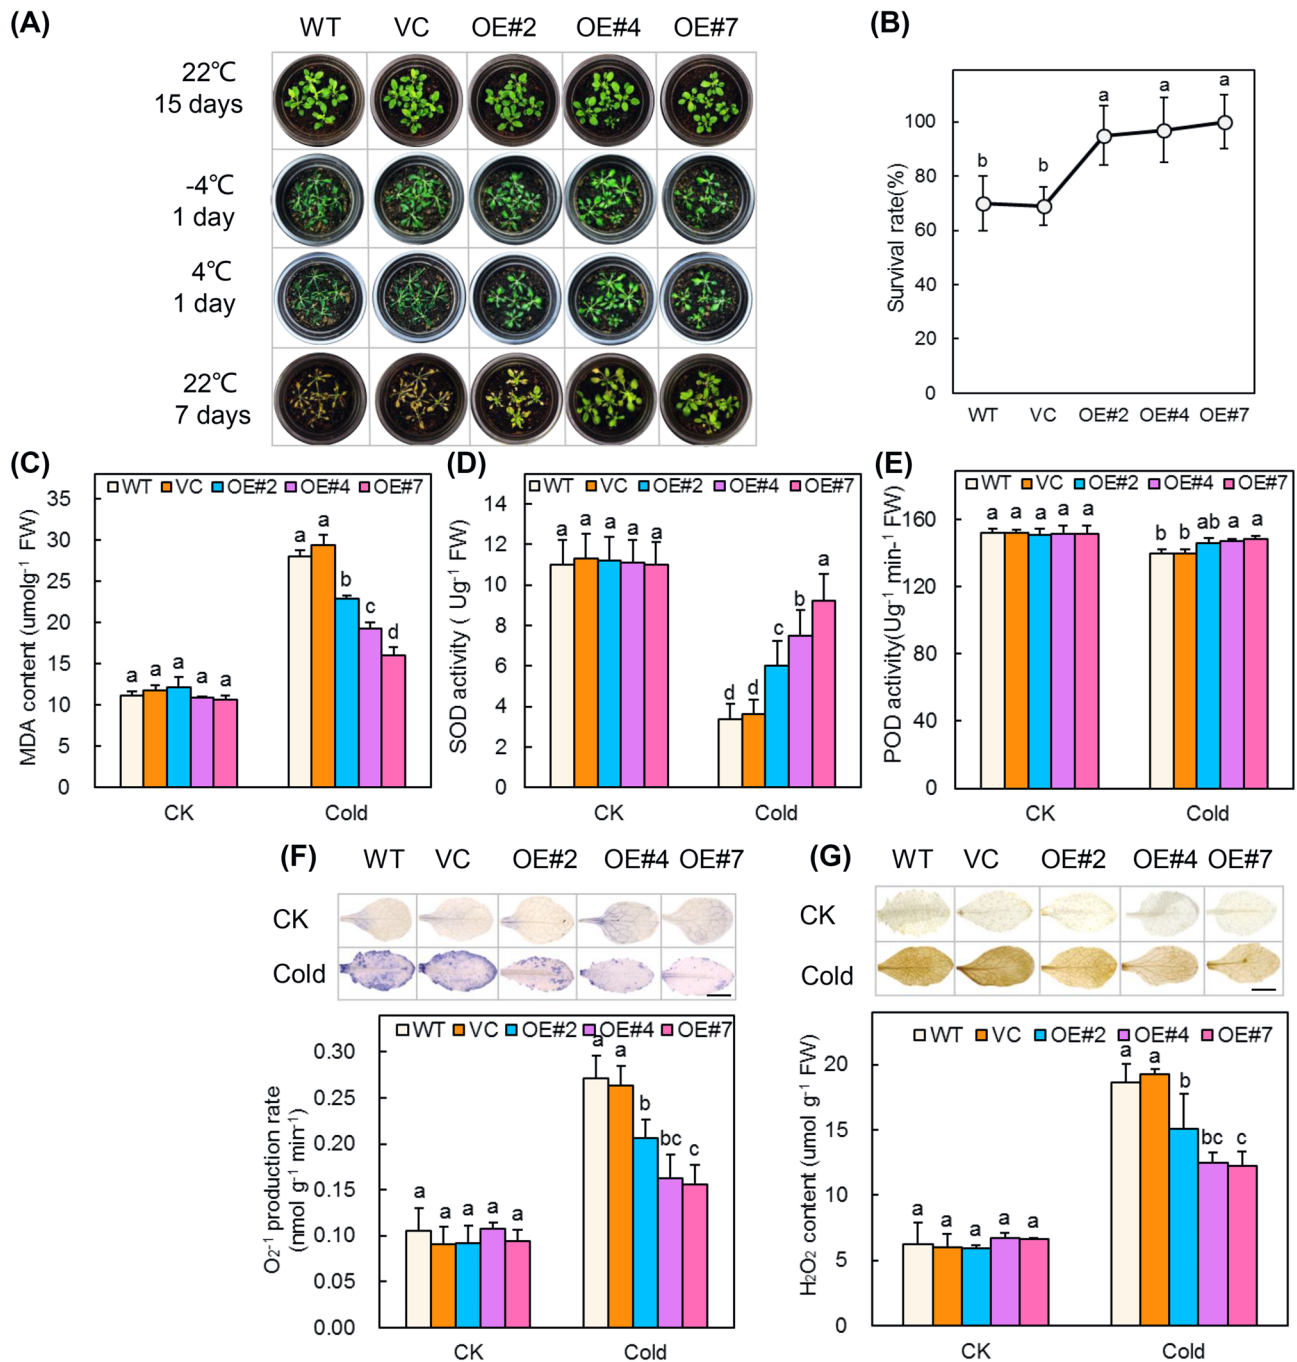 (A)
WT VC OE#2 OE#4 OE#7
22℃
15 days
-4℃
1 day
4℃
1 day
22℃
7 days
(B)
Survival rate(%)
100
80
60
40
20
0
b b a a a
WT VC OE#2 OE#4 OE#7
(C)
MDA content (umolg⁻¹ FW)
35
30
25
20
15
10
5
0
WT VC OE#2 OE#4 OE#7
a a a a a
a a b c d
CK Cold
(D)
SOD activity ( Ug⁻¹ FW)
14
12
10
8
6
4
2
0
WT VC OE#2 OE#4 OE#7
a a a a a
d d c b a
CK Cold
(E)
POD activity(Ug⁻¹ min-¹ FW)
160
120
80
40
0
WT VC OE#2 OE#4 OE#7
a a a a a
b b ab a a
CK Cold
(F)
WT VC OE#2 OE#4 OE#7
CK
Cold
O₂⁻¹ production rate
(nmol g⁻¹ min⁻¹)
0.30
0.25
0.20
0.15
0.10
0.05
0.00
WT VC OE#2 OE#4 OE#7
a a a a a
a a b bc c
CK Cold
(G)
WT VC OE#2 OE#4 OE#7
CK
Cold
H₂O₂ content (umol g⁻¹ FW)
20
15
10
5
0
WT VC OE#2 OE#4 OE#7
a a a a a
a a b bc c
CK Cold